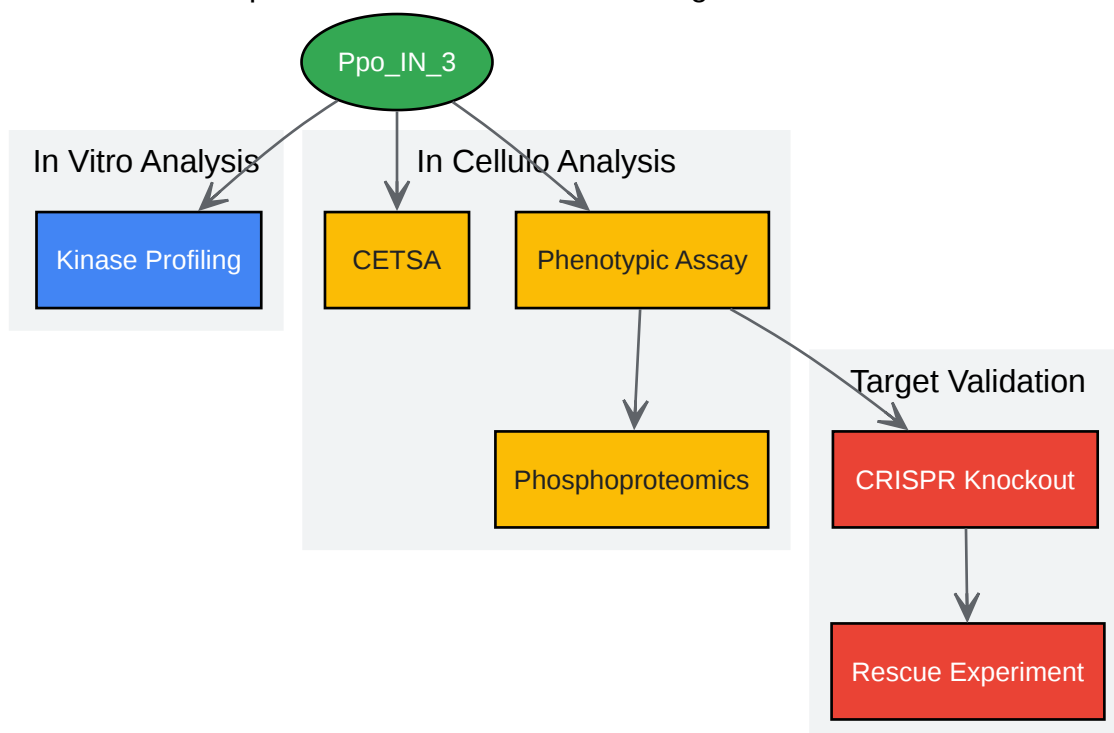 Ppo_IN_3
In Vitro Analysis
In Cellulo Analysis
Kinase Profiling
CETSA
Phenotypic Assay
Target Validation
Phosphoproteomics
CRISPR Knockout
Rescue Experiment